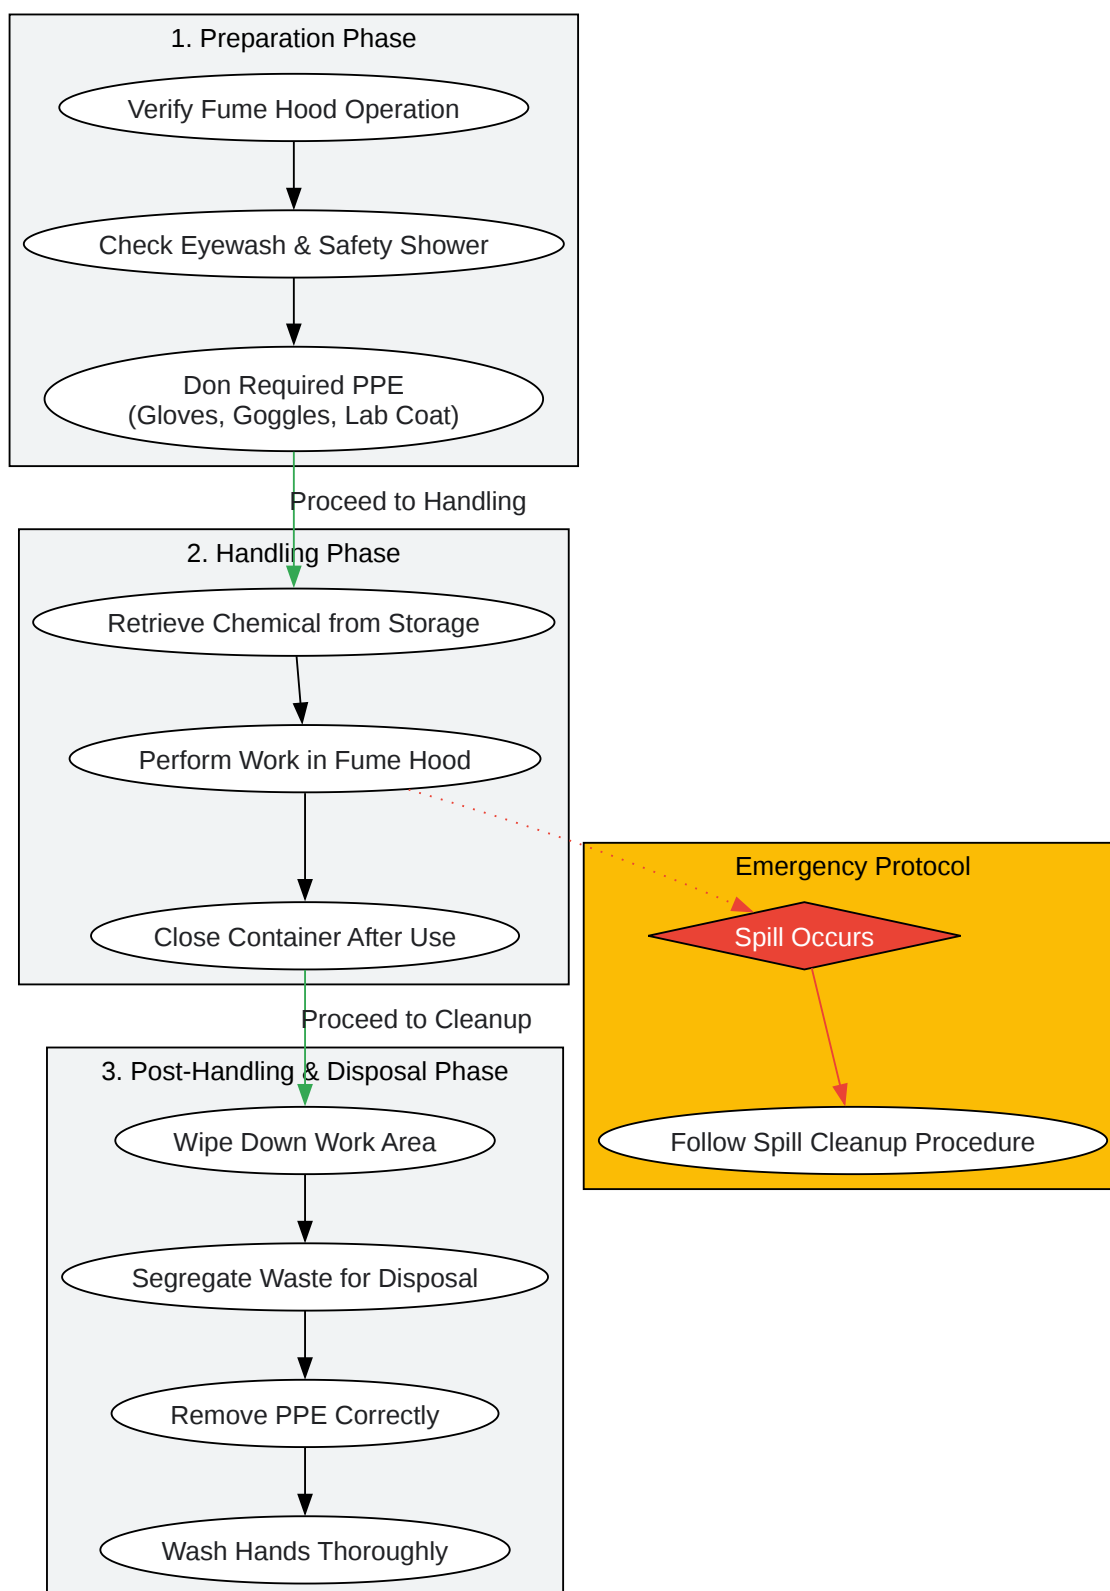 1. Preparation Phase
Verify Fume Hood Operation
Check Eyewash & Safety Shower
Don Required PPE
(Gloves, Goggles, Lab Coat)
Proceed to Handling
2. Handling Phase
Retrieve Chemical from Storage
Perform Work in Fume Hood
Close Container After Use
Emergency Protocol
Spill Occurs
Follow Spill Cleanup Procedure
Proceed to Cleanup
3. Post-Handling & Disposal Phase
Wipe Down Work Area
Segregate Waste for Disposal
Remove PPE Correctly
Wash Hands Thoroughly